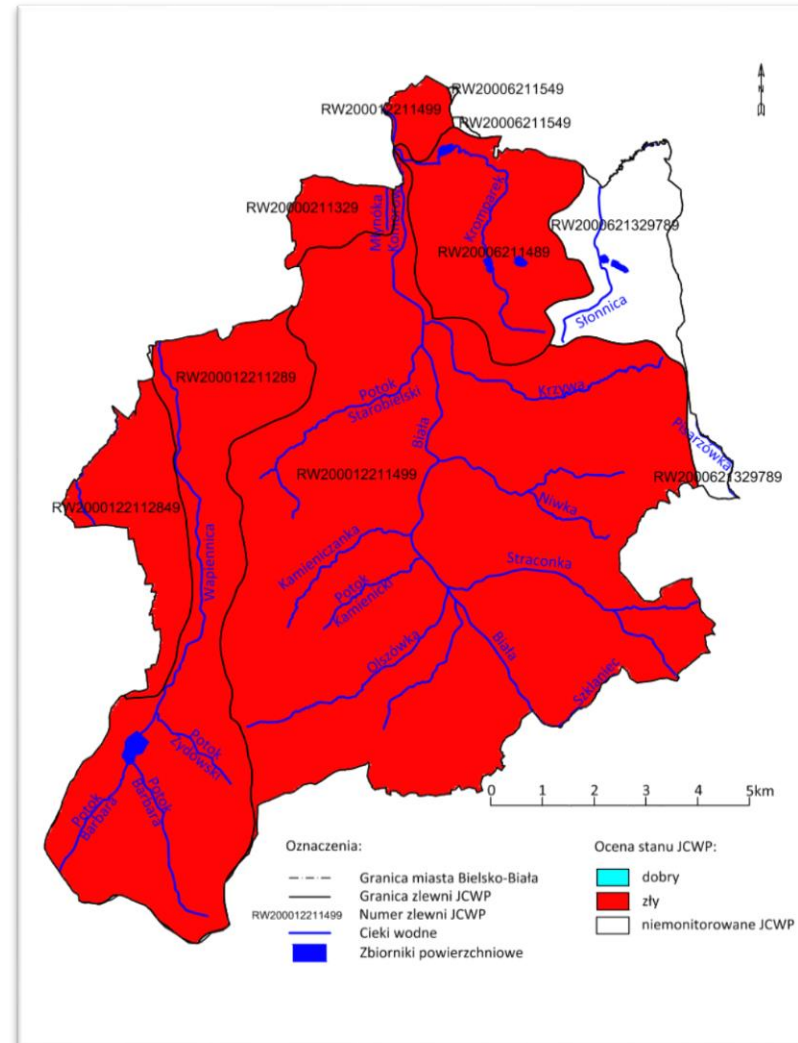 N
RW20006211549
RW200012211499
RW20006211549
Kromparek
RW20000211329
Młynówka
Komorowicka
RW20006211489
RW2000621329789
Słonnica
RW200012211289
Potok
Starobielski
Krzywa
Biała
Pisarzówka
RW200012211499
RW2000621329789
RW2000122112849
Niwka
Wapiennica
Kamieniczanka
Straconka
Potok
Kamienicki
Olszówka
Biała
Szklaniec
Potok
Żydowski
Potok
Barbara
Potok
Barbara
0 1 2 3 4 5km
Oznaczenia:
Granica miasta Bielsko-Biała
Granica zlewni JCWP
RW200012211499 Numer zlewni JCWP
Cieki wodne
Zbiorniki powierzchniowe
Ocena stanu JCWP:
dobry
zły
niemonitorowane JCWP